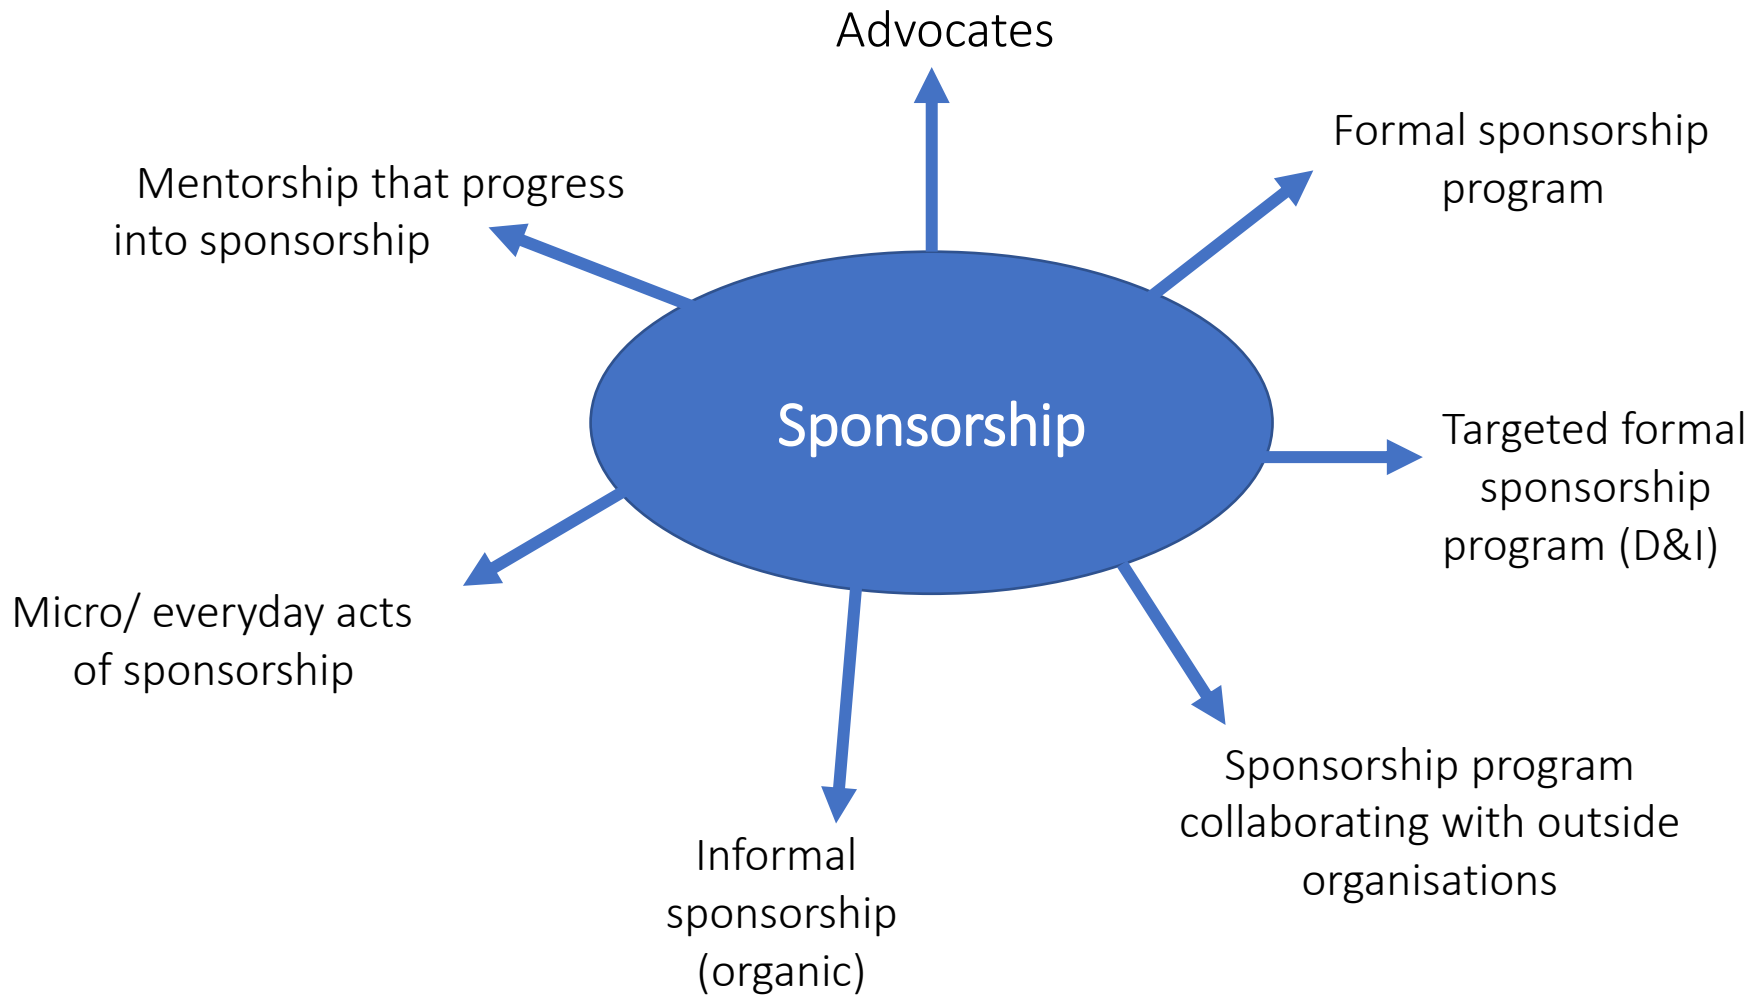 Advocates
Formal sponsorship
program
Mentorship that progress
into sponsorship
Sponsorship
Targeted formal
sponsorship
program (D&I)
Micro/ everyday acts
of sponsorship
Sponsorship program
collaborating with outside
organisations
Informal
sponsorship
(organic)